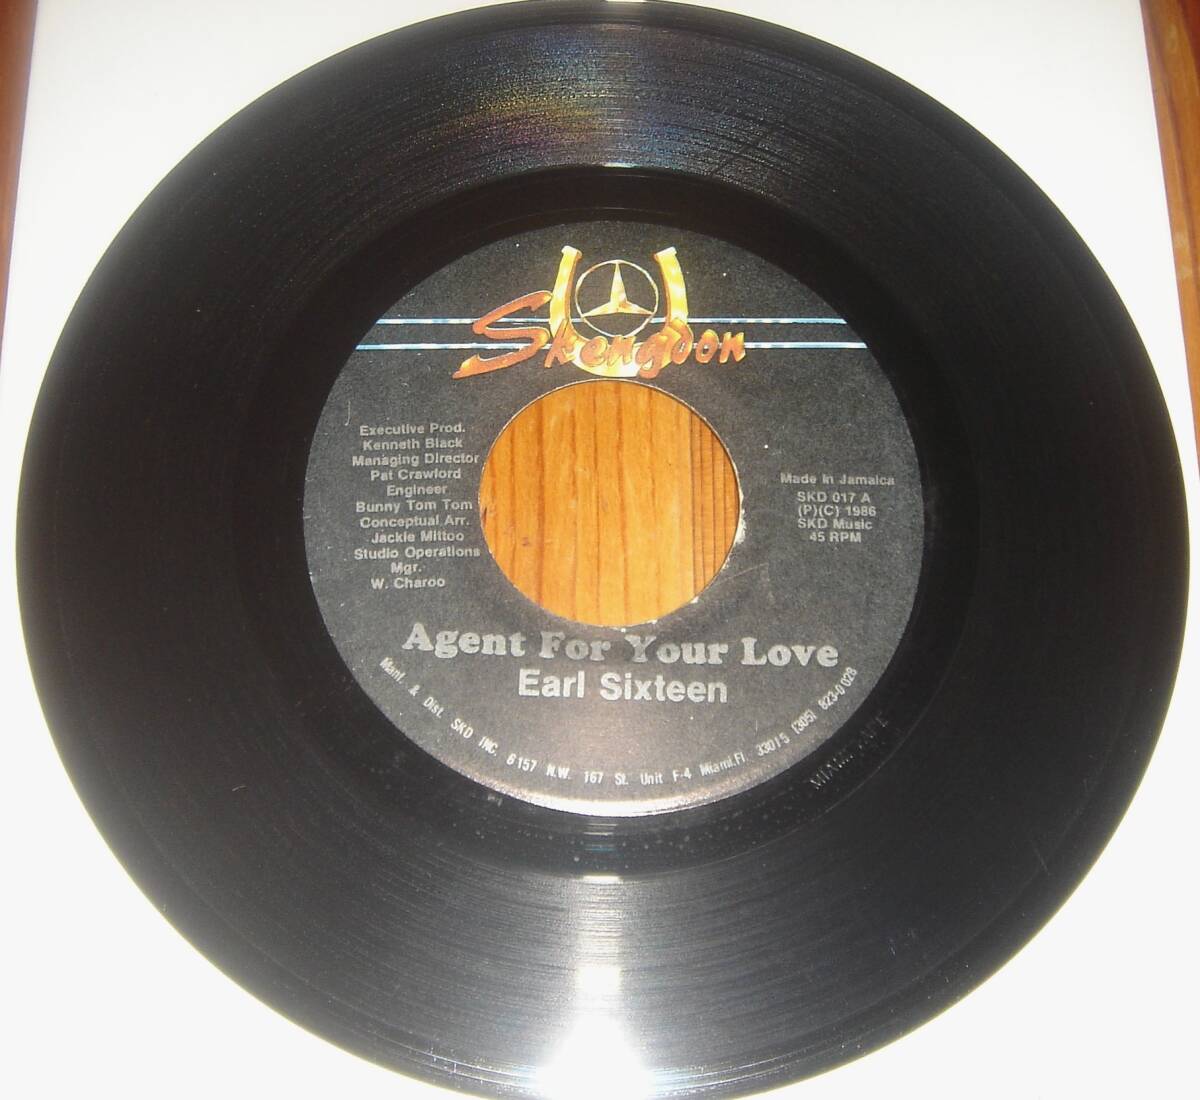 Skengdon
Executive Prod.
Kenneth Black
Managing Director
Pat Crawford
Engineer
Bunny Tom Tom
Conceptual Arr.
Jackie Mittoo
Studio Operations
Mgr.
W. Charoo
Made In Jamaica
SKD 017 A
(P)(C) 1986
SKD Music
45 RPM
Agent For Your Love
Earl Sixteen
Manf. & Dist. SKD INC. 6157 N.W. 167 St. Unit F-4 Miami.Fl 33015 (305) 823-0028